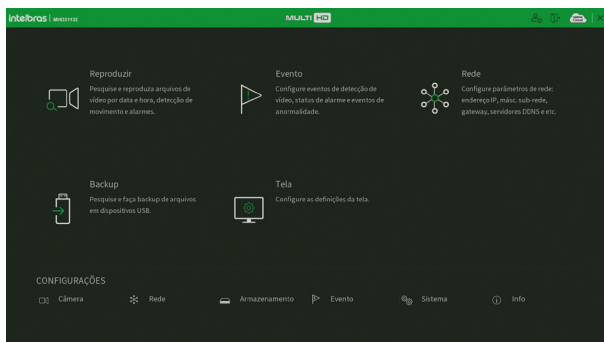 intelbras | MHDX1132
MULTI HD
Reproduzir
Pesquise e reproduza arquivos de
vídeo por data e hora, detecção de
movimento e alarmes.
Evento
Configure eventos de detecção de
vídeo, status de alarme e eventos de
anormalidade.
Rede
Configure parâmetros de rede:
endereço IP, másc. sub-rede,
gateway, servidores DDNS e etc.
Backup
Pesquise e faça backup de arquivos
em dispositivos USB.
Tela
Configure as definições da tela.
CONFIGURAÇÕES
Câmera
Rede
Armazenamento
Evento
Sistema
Info